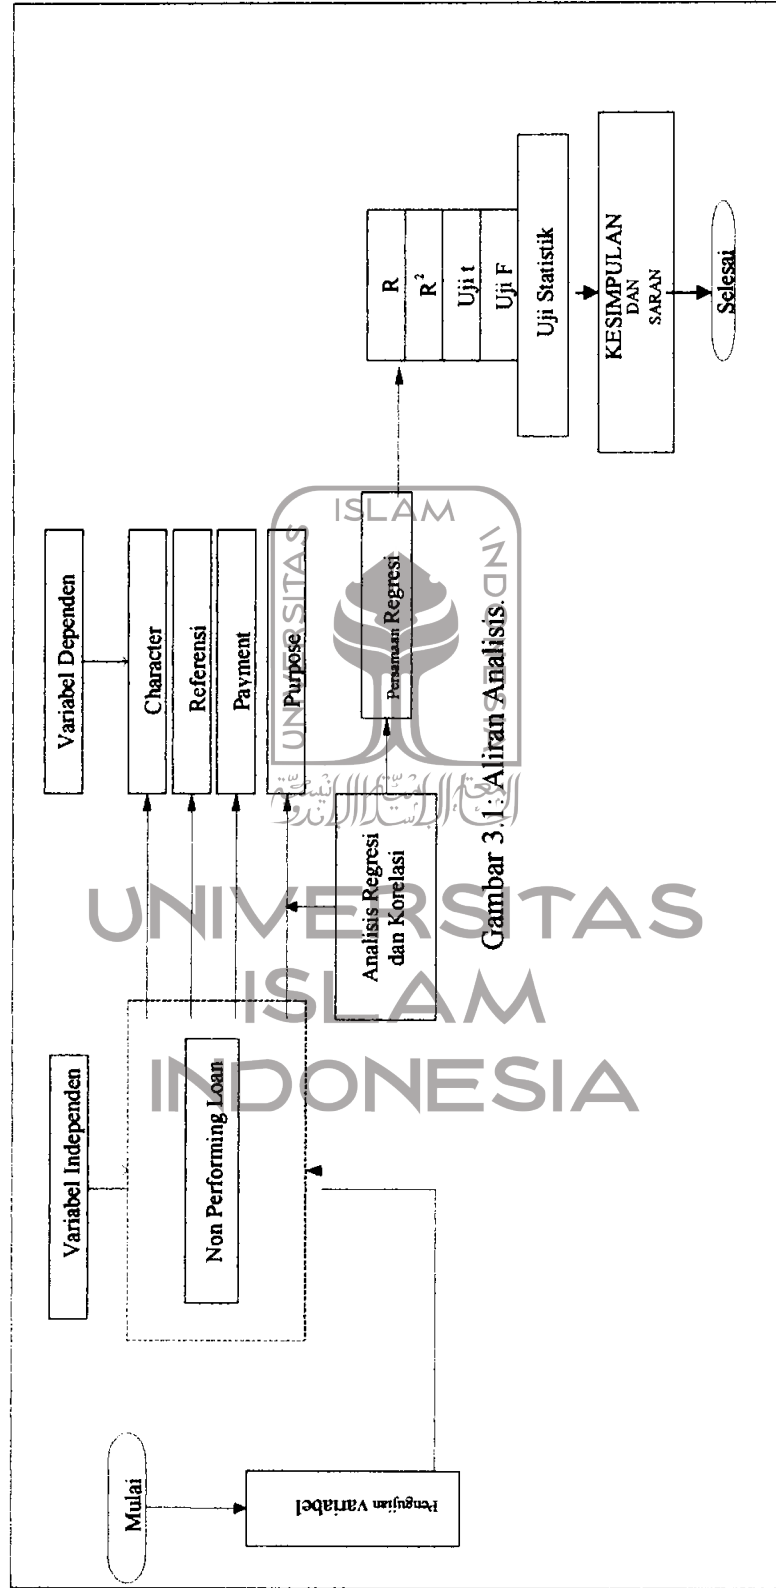 Mulai
Pengujian Variabel
Variabel Independen
Non Performing Loan
Variabel Dependen
Character
Referensi
Payment
Purpose
Analisis Regresi
dan Korelasi
Persamaan Regresi
R
R²
Uji t
Uji F
Uji Statistik
KESIMPULAN
DAN
SARAN
Selesai
Gambar 3.1: Aliran Analisis.
UNIVERSITAS
ISLAM
INDONESIA
UNIVERSITAS
ISLAM
INDONESIA